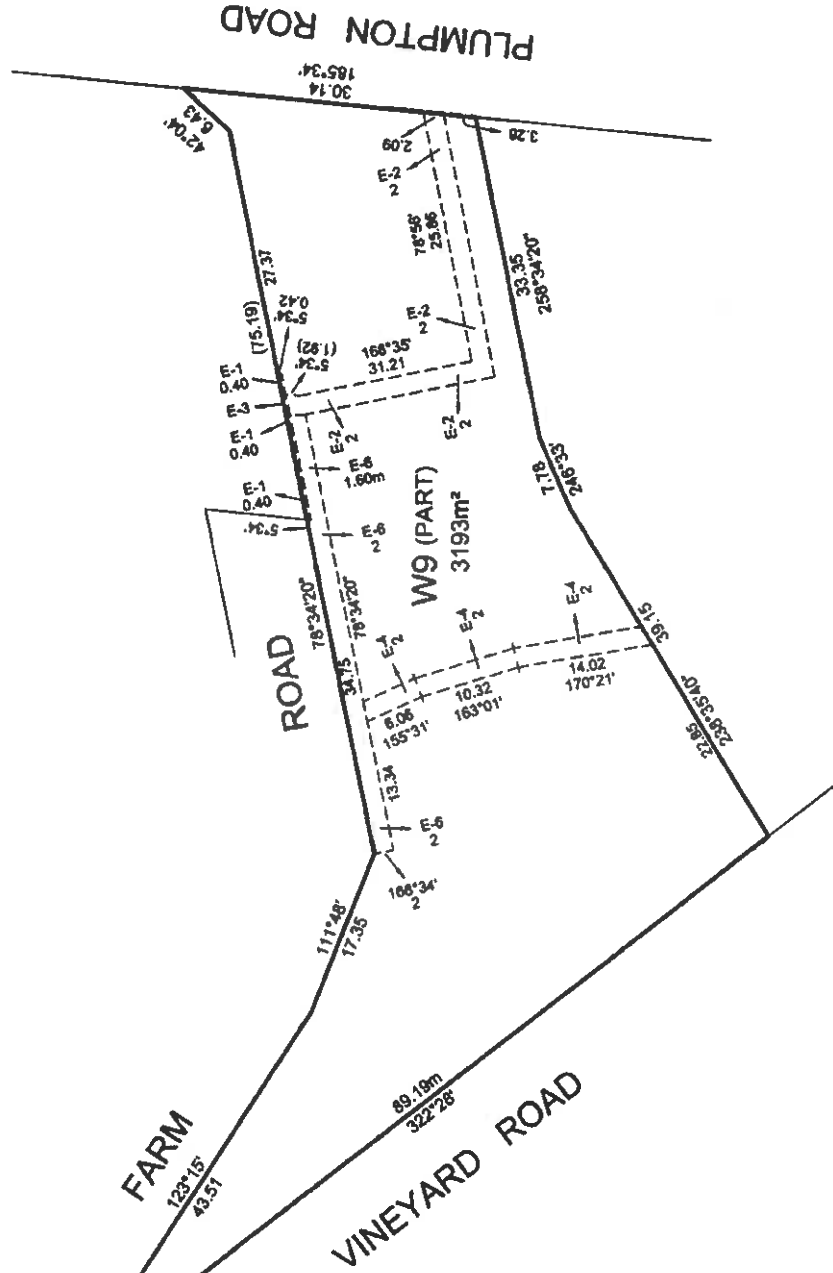 PLUMPTON ROAD
185°34'
30.14
42°04'
6.43
2.09
3.28
E-2
2
78°56'
25.86
27.37
(75.19)
5°34'
0.42
5°34'
(1.92)
E-1
0.40
E-3
E-1
0.40
E-1
0.40
5°34'
166°35'
31.21
E-2
2
E-2
2
E-2
2
33.35
258°34'20"
E-6
1.60m
E-6
2
W9 (PART)
3193m²
7.78
246°33'
ROAD
78°34'20"
34.75
78°34'20"
E-4
2
E-4
2
E-4
2
6.06
155°31'
10.32
163°01'
14.02
170°21'
39.15
22.85
238°35'40"
13.34
E-6
2
166°34'
2
111°48'
17.35
FARM
123°15'
43.51
89.19m
322°28'
VINEYARD ROAD